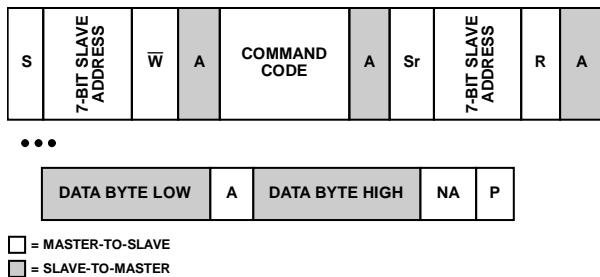 S 7-BIT SLAVE ADDRESS W̅ A COMMAND CODE A Sr 7-BIT SLAVE ADDRESS R A
•••
DATA BYTE LOW A DATA BYTE HIGH NA P
= MASTER-TO-SLAVE
= SLAVE-TO-MASTER